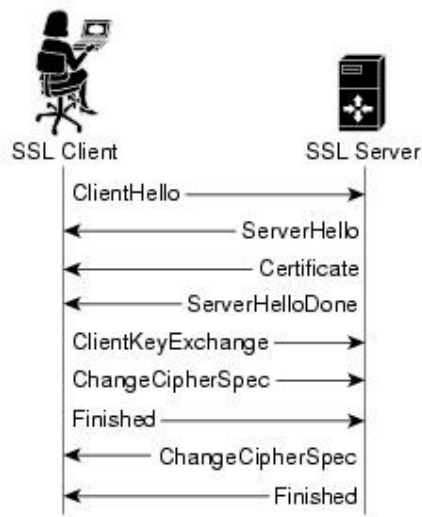 SSL Client
SSL Server
ClientHello
ServerHello
Certificate
ServerHelloDone
ClientKeyExchange
ChangeCipherSpec
Finished
ChangeCipherSpec
Finished